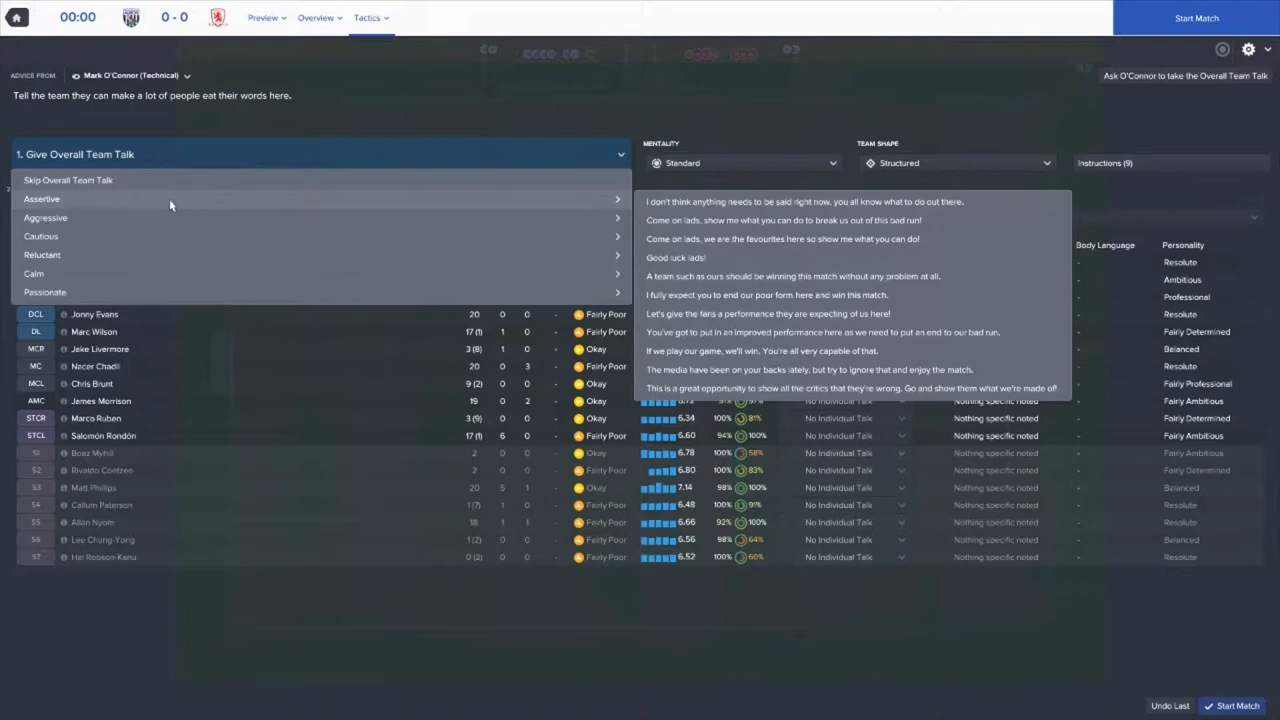 00:00 0 - 0 Preview Overview Tactics Start Match
ADVICE FROM Mark O'Connor (Technical) Ask O'Connor to take the Overall Team Talk
Tell the team they can make a lot of people eat their words here.
MENTALITY TEAM SHAPE
1. Give Overall Team Talk Standard Structured Instructions (9)
Skip Overall Team Talk
Assertive
Aggressive
Cautious
Reluctant
Calm
Passionate
I don't think anything needs to be said right now, you all know what to do out there.
Come on lads, show me what you can do to break us out of this bad run!
Come on lads, we are the favourites here so show me what you can do!
Good luck lads!
A team such as ours should be winning this match without any problem at all.
I fully expect you to end our poor form here and win this match.
Let's give the fans a performance they are expecting of us here!
You've got to put in an improved performance here as we need to put an end to our bad run.
If we play our game, we'll win. You're all very capable of that.
The media have been on your backs lately, but try to ignore that and enjoy the match.
This is a great opportunity to show all the critics that they're wrong. Go and show them what we're made of!
Body Language Personality
- Resolute
- Ambitious
- Professional
DCL Jonny Evans 20 0 0 - Fairly Poor - Resolute
DL Marc Wilson 17 (1) 1 0 - Fairly Poor - Fairly Determined
MCR Jake Livermore 3 (8) 1 0 - Okay - Balanced
MC Nacer Chadli 20 0 3 - Fairly Poor - Resolute
MCL Chris Brunt 9 (2) 0 0 - Okay - Fairly Professional
AMC James Morrison 19 0 2 - Okay - Fairly Ambitious
STCR Marco Ruben 3 (9) 0 0 - Okay 6.34 100% 81% No Individual Talk Nothing specific noted - Fairly Determined
STCL Salomón Rondón 17 (1) 6 0 - Fairly Poor 6.60 94% 100% No Individual Talk Nothing specific noted - Fairly Ambitious
S1 Boaz Myhill 2 0 0 - Okay 6.78 100% 58% No Individual Talk Nothing specific noted - Fairly Ambitious
S2 Rivaldo Coetzee 2 0 0 - Fairly Poor 6.80 100% 83% No Individual Talk Nothing specific noted - Fairly Determined
S3 Matt Phillips 20 5 1 - Okay 7.14 98% 100% No Individual Talk Nothing specific noted - Balanced
S4 Callum Paterson 1 (7) 1 0 - Fairly Poor 6.48 100% 91% No Individual Talk Nothing specific noted - Resolute
S5 Allan Nyom 18 1 1 - Fairly Poor 6.66 92% 100% No Individual Talk Nothing specific noted - Resolute
S6 Lee Chung-Yong 1 (2) 0 0 - Fairly Poor 6.56 98% 64% No Individual Talk Nothing specific noted - Balanced
S7 Hal Robson-Kanu 0 (2) 0 0 - Fairly Poor 6.52 100% 60% No Individual Talk Nothing specific noted - Resolute
Undo Last Start Match